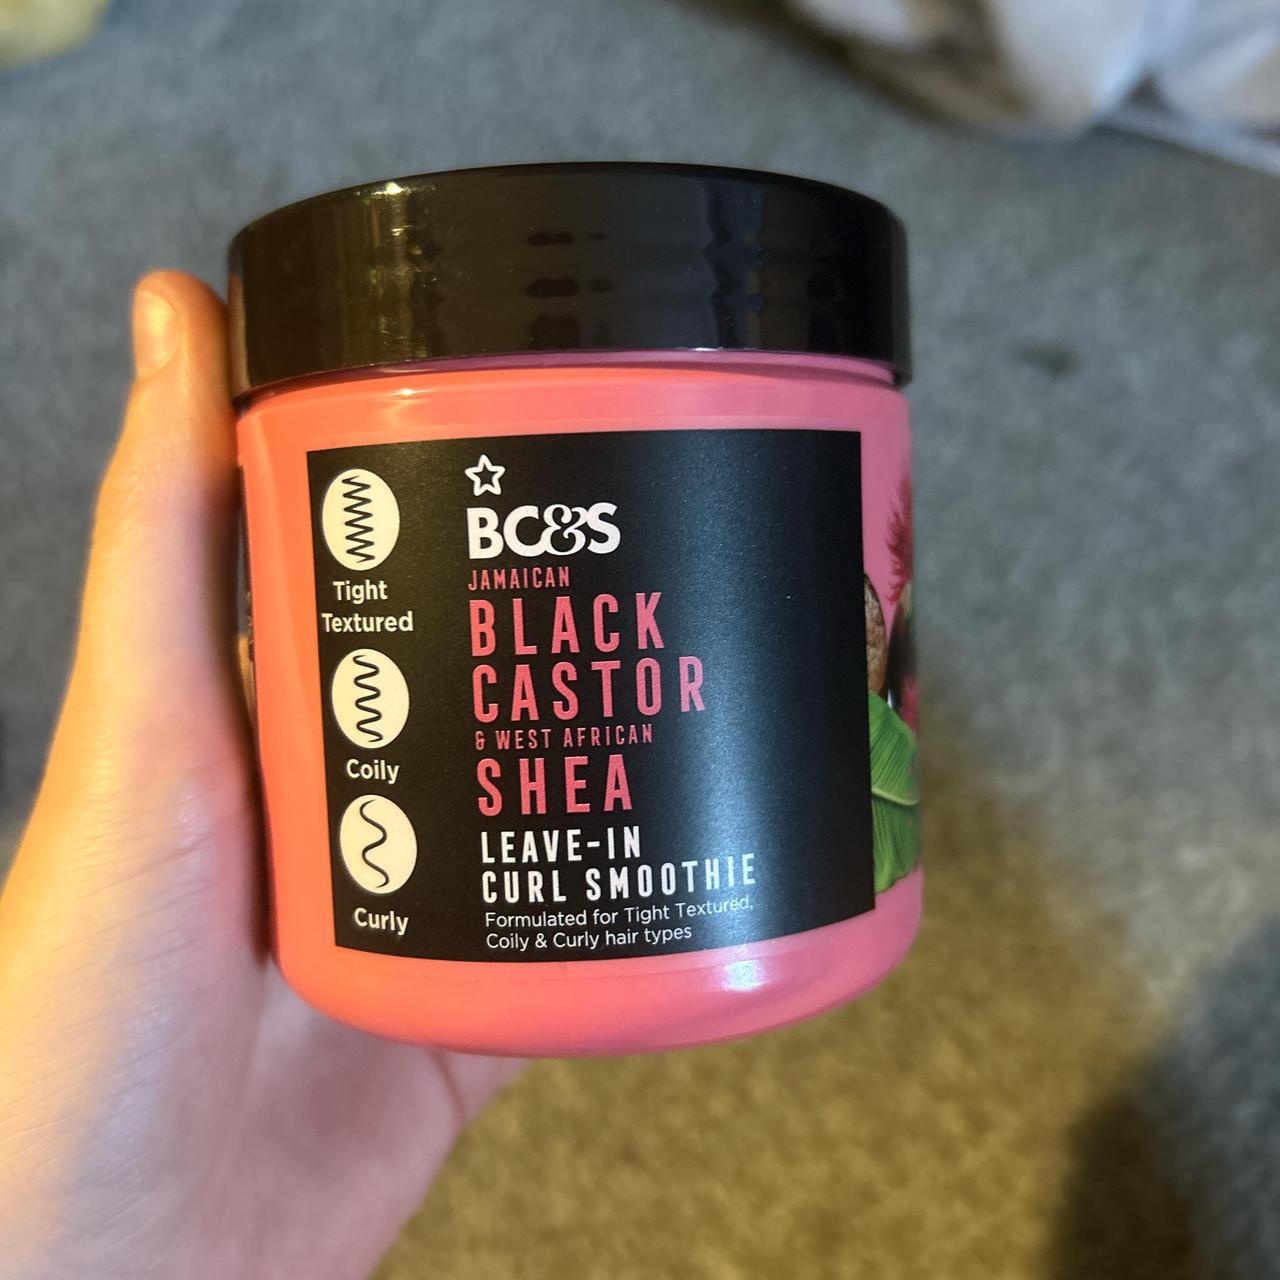 Tight
Textured
Coily
Curly
BC&S
JAMAICAN
BLACK
CASTOR
& WEST AFRICAN
SHEA
LEAVE-IN
CURL SMOOTHIE
Formulated for Tight Textured,
Coily & Curly hair types